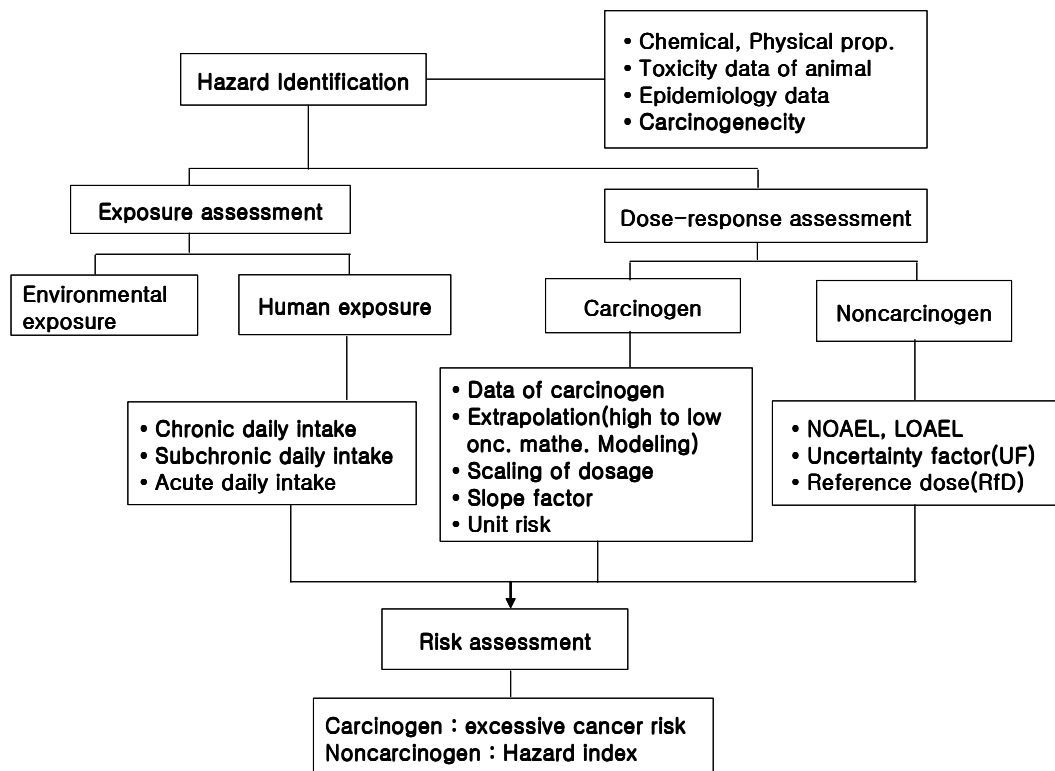 Hazard Identification
• Chemical, Physical prop.
• Toxicity data of animal
• Epidemiology data
• Carcinogenecity
Exposure assessment
Dose-response assessment
Environmental
exposure
Human exposure
Carcinogen
Noncarcinogen
• Chronic daily intake
• Subchronic daily intake
• Acute daily intake
• Data of carcinogen
• Extrapolation(high to low
onc. mathe. Modeling)
• Scaling of dosage
• Slope factor
• Unit risk
• NOAEL, LOAEL
• Uncertainty factor(UF)
• Reference dose(RfD)
Risk assessment
Carcinogen : excessive cancer risk
Noncarcinogen : Hazard index